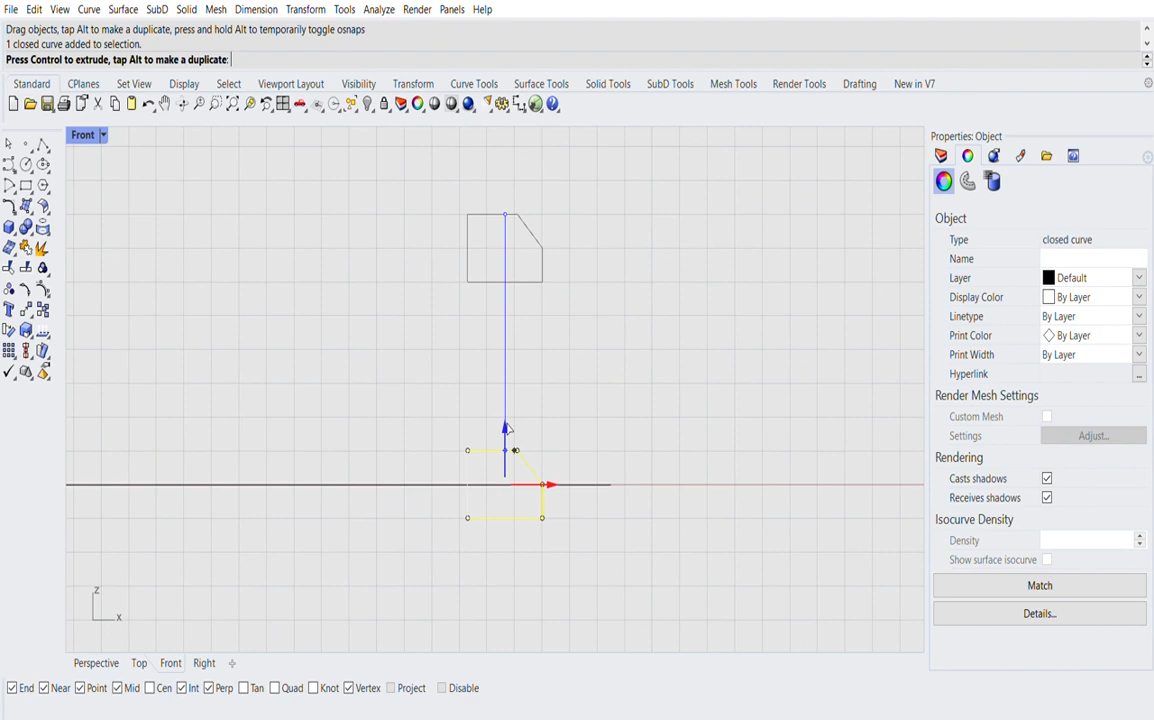 File Edit View Curve Surface SubD Solid Mesh Dimension Transform Tools Analyze Render Panels Help
Drag objects, tap Alt to make a duplicate, press and hold Alt to temporarily toggle osnaps
1 closed curve added to selection.
Press Control to extrude, tap Alt to make a duplicate:
Standard CPlanes Set View Display Select Viewport Layout Visibility Transform Curve Tools Surface Tools Solid Tools SubD Tools Mesh Tools Render Tools Drafting New in V7
Front
Properties: Object
Object
Type closed curve
Name
Layer Default
Display Color By Layer
Linetype By Layer
Print Color By Layer
Print Width By Layer
Hyperlink ...
Render Mesh Settings
Custom Mesh
Settings Adjust...
Rendering
Casts shadows
Receives shadows
Isocurve Density
Density
Show surface isocurve
Match
Details...
z
x
Perspective Top Front Right
End Near Point Mid Cen Int Perp Tan Quad Knot Vertex Project Disable